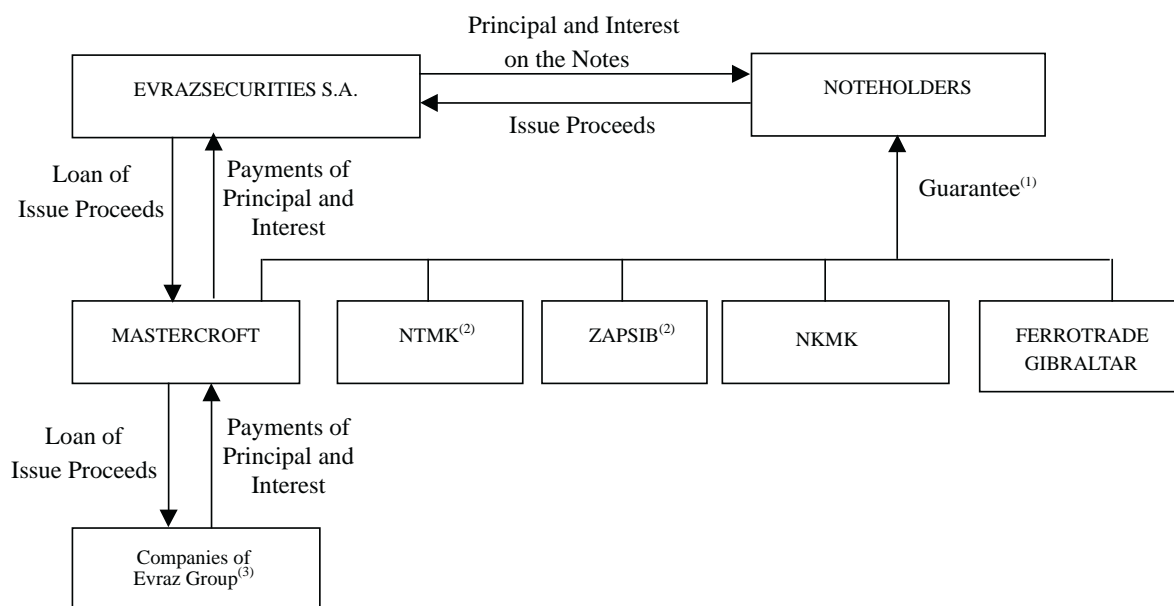 Principal and Interest
on the Notes
EVRAZSECURITIES S.A.
NOTEHOLDERS
Issue Proceeds
Loan of
Issue Proceeds
Payments of
Principal and
Interest
Guarantee(1)
MASTERCROFT
NTMK(2)
ZAPSIB(2)
NKMK
FERROTRADE
GIBRALTAR
Loan of
Issue Proceeds
Payments of
Principal and
Interest
Companies of
Evraz Group(3)